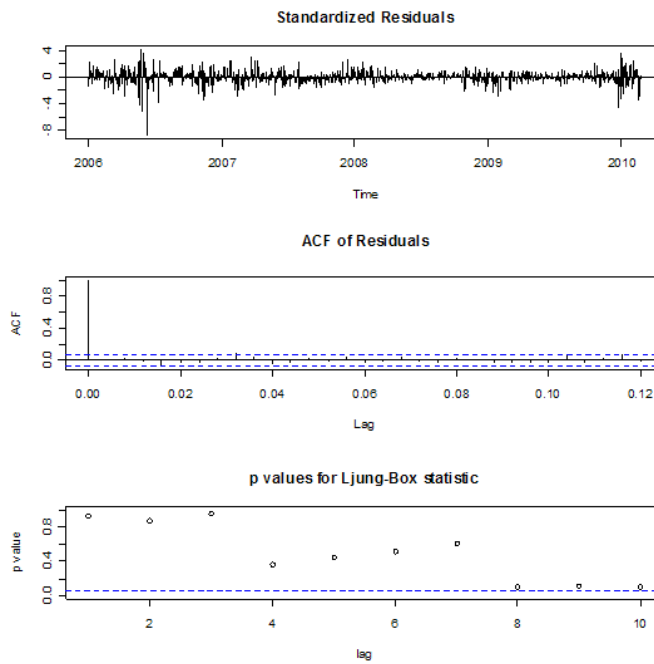 Standardized Residuals
4
0
-4
-8
2006 2007 2008 2009 2010
Time
ACF of Residuals
ACF
0.8
0.4
0.0
0.00 0.02 0.04 0.06 0.08 0.10 0.12
Lag
p values for Ljung-Box statistic
p value
0.8
0.4
0.0
2 4 6 8 10
lag